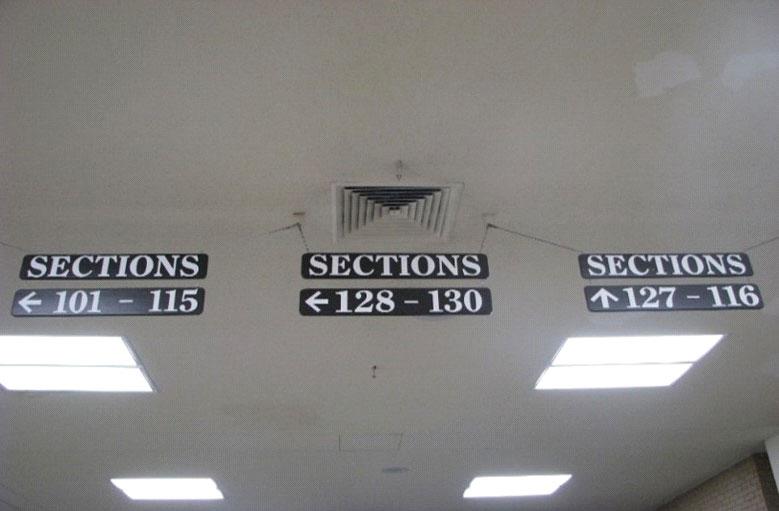 SECTIONS
← 101 - 115
SECTIONS
← 128 - 130
SECTIONS
↑ 127 - 116